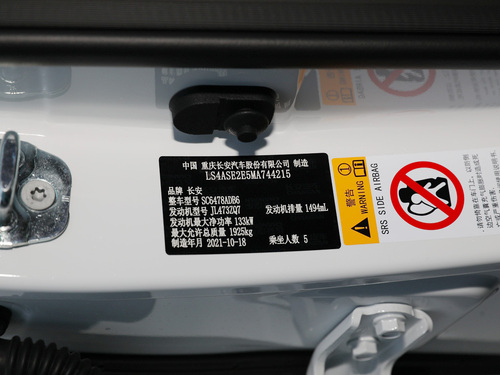 中国 重庆长安汽车股份有限公司 制造
LS4ASE2E5MA744215
品牌 长安
整车型号 SC6478ADB6
发动机型号 JL473ZQ7 发动机排量 1494mL
发动机最大净功率 133kW
最大允许总质量 1925kg
制造年月 2021-10-18 乘坐人数 5
警告
WARNING
SRS SIDE AIRBAG